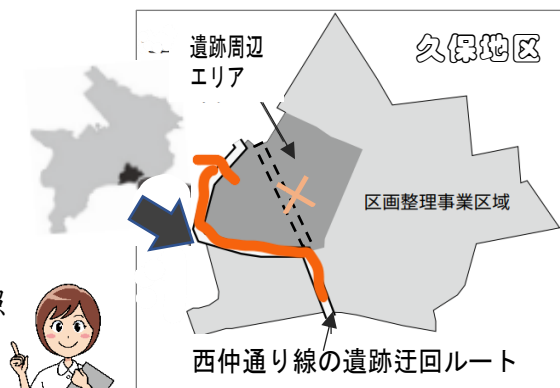 久保地区
遺跡周辺
エリア
区画整理事業区域
西仲通り線の遺跡迂回ルート